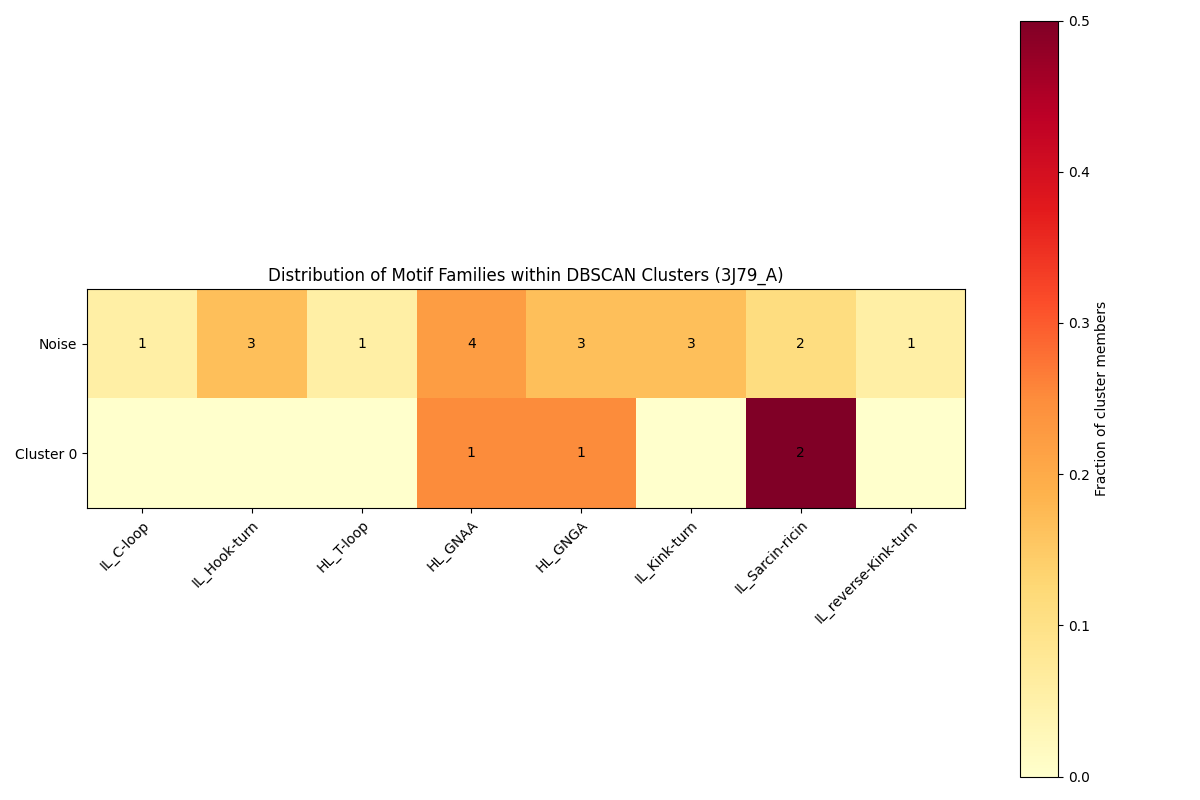 Distribution of Motif Families within DBSCAN Clusters (3J79_A)
Noise
1 3 1 4 3 3 2 1
Cluster 0
1 1 2
IL_C-loop
IL_Hook-turn
HL_T-loop
HL_GNAA
HL_GNGA
IL_Kink-turn
IL_Sarcin-ricin
IL_reverse-Kink-turn
0.5
0.4
0.3
0.2
0.1
0.0
Fraction of cluster members